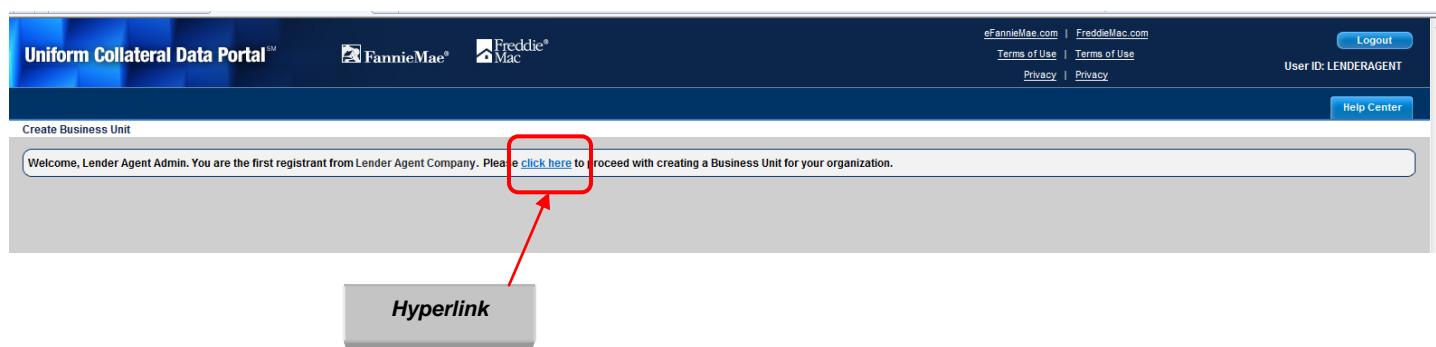 Uniform Collateral Data Portal℠
FannieMae®
Freddie®
Mac
eFannieMae.com | FreddieMac.com
Terms of Use | Terms of Use
Privacy | Privacy
Logout
User ID: LENDERAGENT
Help Center
Create Business Unit
Welcome, Lender Agent Admin. You are the first registrant from Lender Agent Company. Please click here to proceed with creating a Business Unit for your organization.
Hyperlink